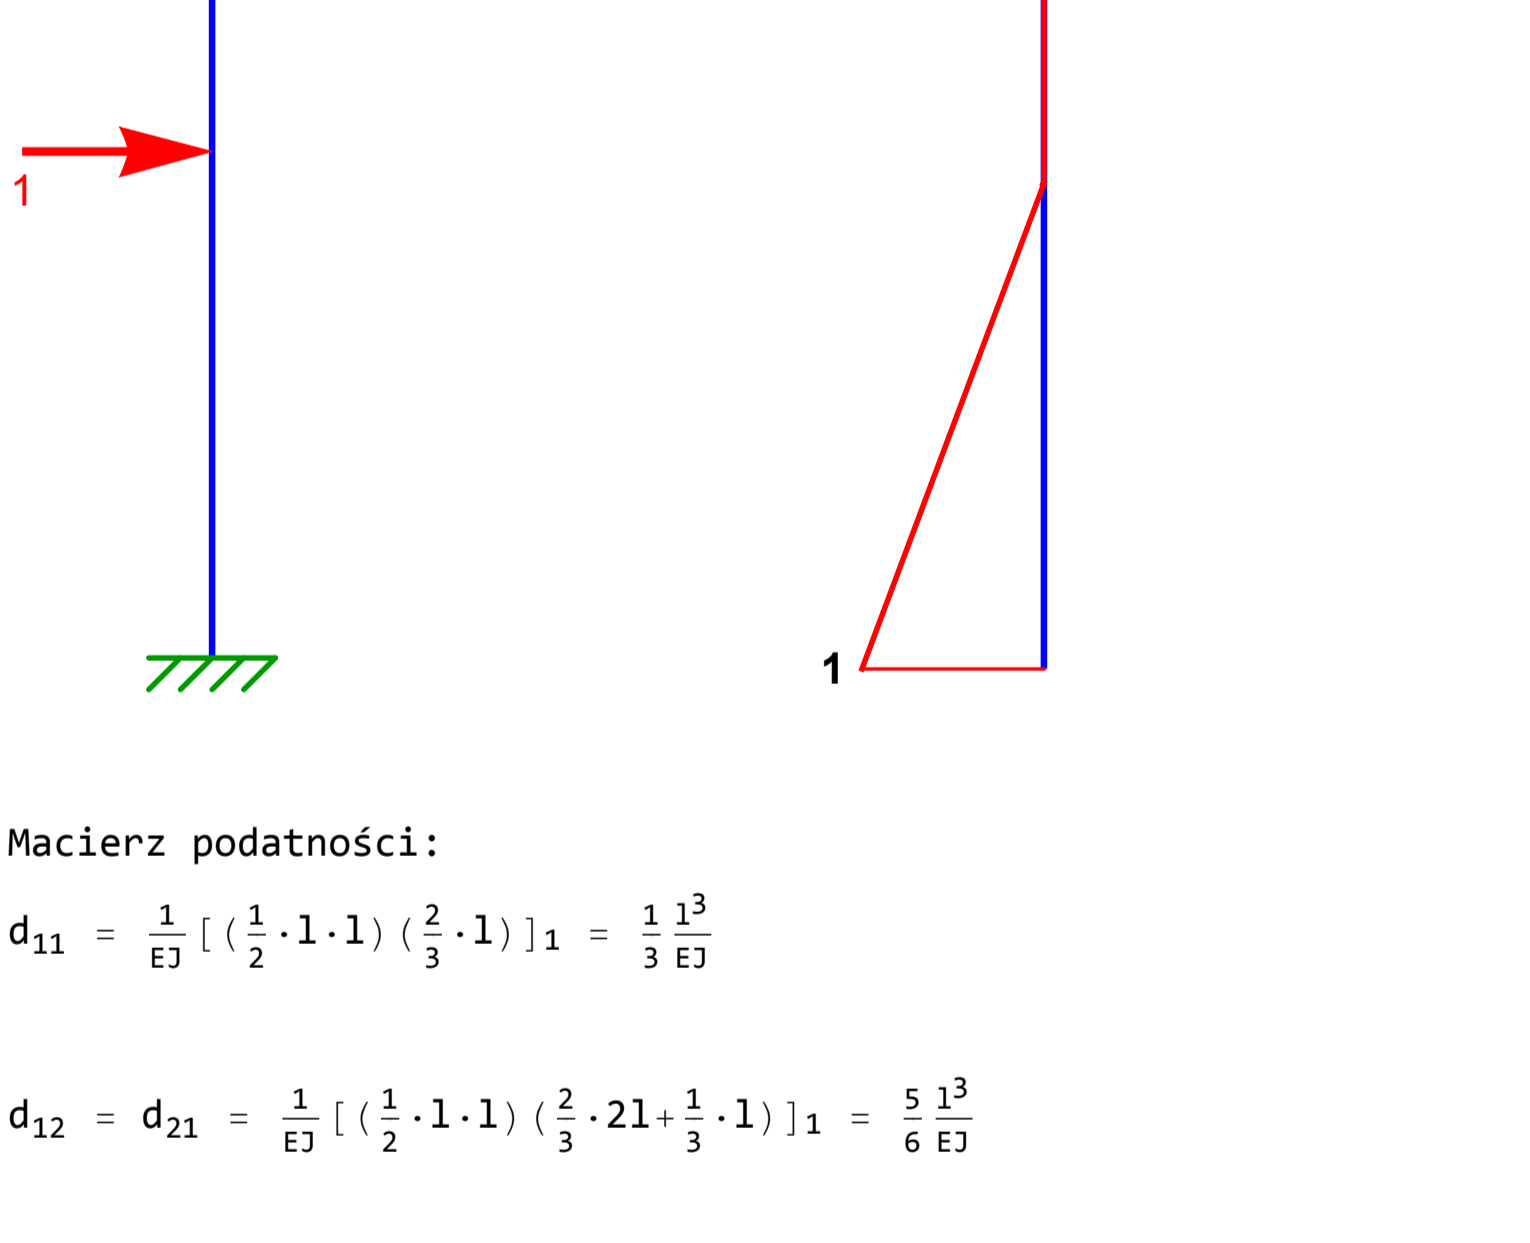 1
1
Macierz podatności:
d₁₁ = 1/EJ [(1/2·l·l)(2/3·l)]₁ = 1/3 l³/EJ
d₁₂ = d₂₁ = 1/EJ [(1/2·l·l)(2/3·2l+1/3·l)]₁ = 5/6 l³/EJ